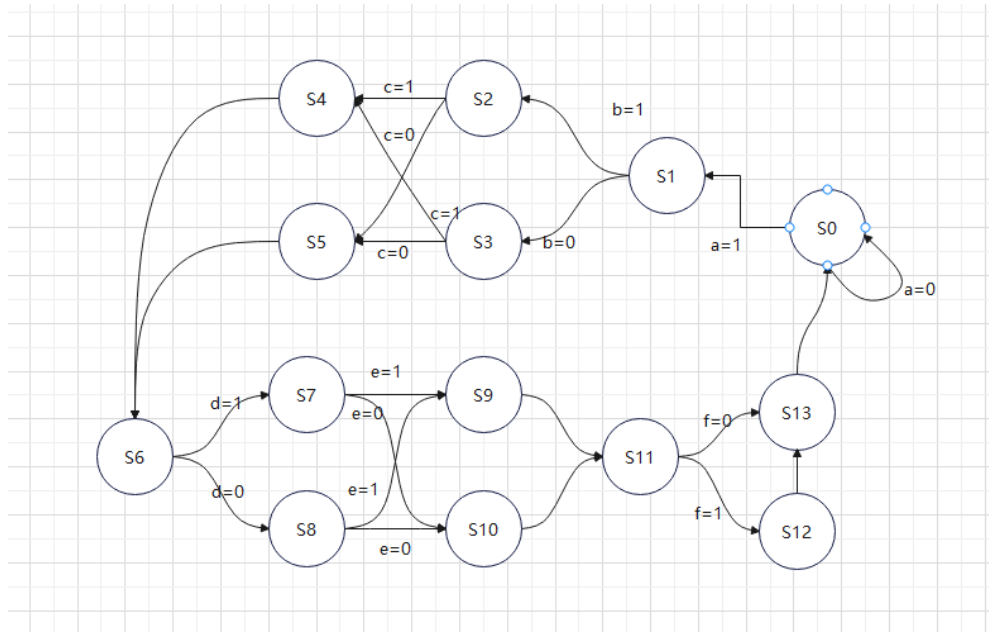 S4
c=1
S2
b=1
c=0
S1
c=1
S5
c=0
S3
b=0
a=1
S0
a=0
e=1
S7
d=1
e=0
S9
S6
S11
f=0
S13
d=0
S8
e=1
e=0
S10
f=1
S12